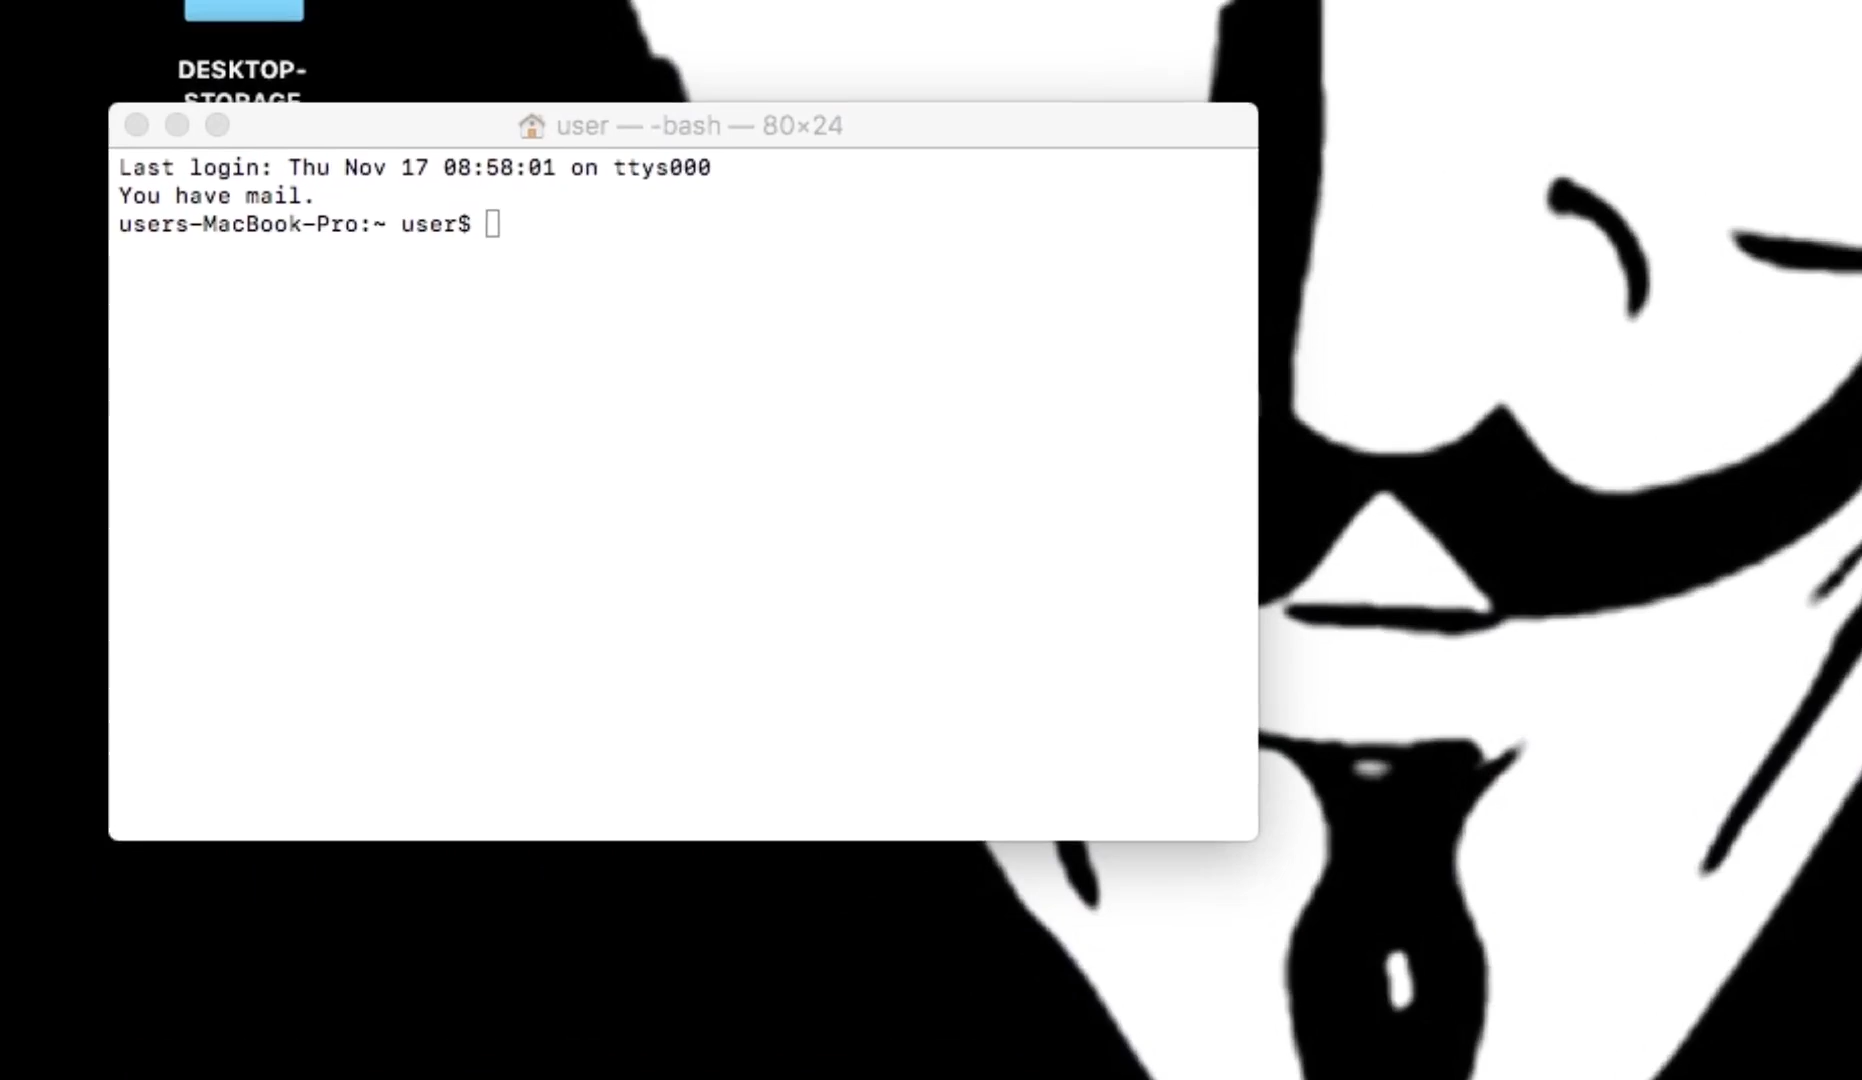 DESKTOP-
STORAGE
user — -bash — 80×24
Last login: Thu Nov 17 08:58:01 on ttys000
You have mail.
users-MacBook-Pro:~ user$